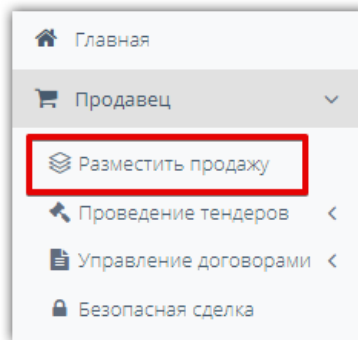 Главная
Продавец
Разместить продажу
Проведение тендеров
Управление договорами
Безопасная сделка